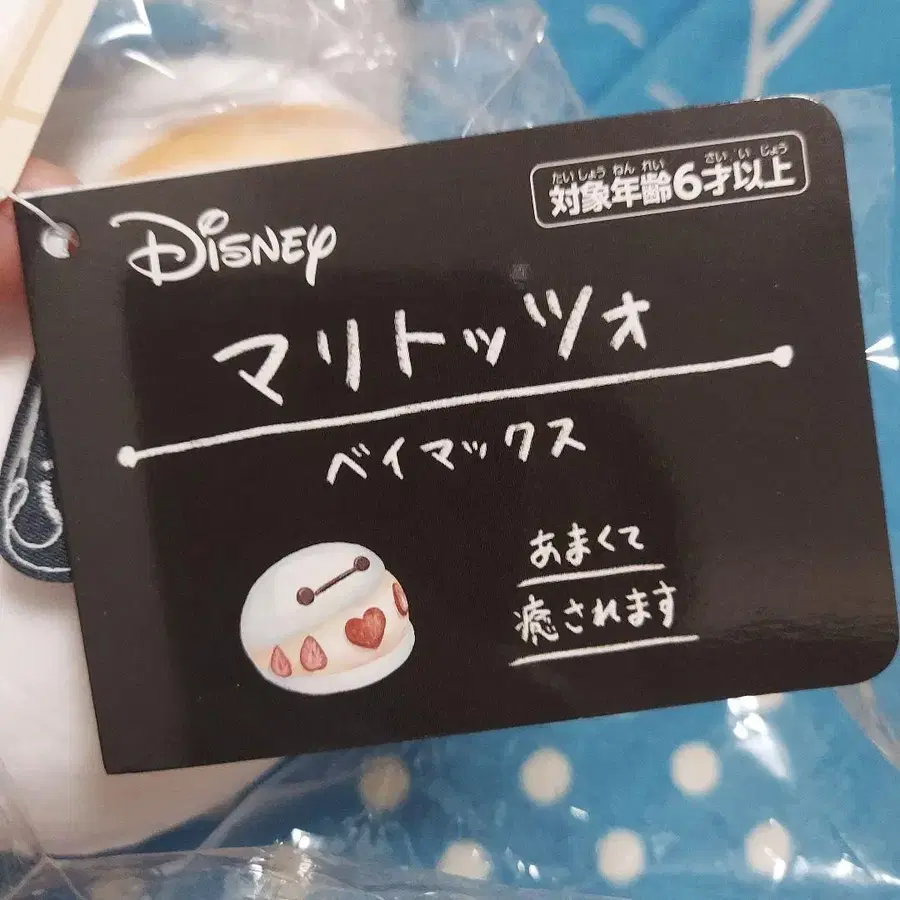 たいしょうねんれい さいいじょう
対象年齢6才以上
Disney
マリトッツォ
ベイマックス
あまくて
癒されます